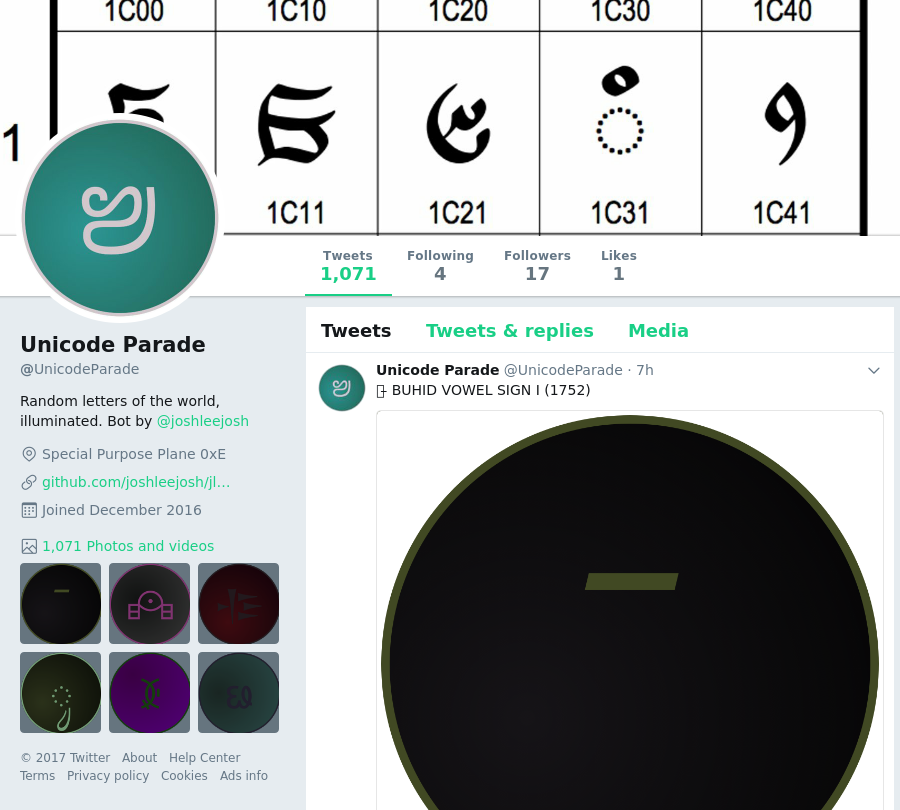 1C00 1C10 1C20 1C30 1C40
1
1C11 1C21 1C31 1C41
Tweets Following Followers Likes
1,071 4 17 1
Unicode Parade
@UnicodeParade
Random letters of the world,
illuminated. Bot by @joshleejosh
Special Purpose Plane 0xE
github.com/joshleejosh/jl…
Joined December 2016
1,071 Photos and videos
© 2017 Twitter About Help Center
Terms Privacy policy Cookies Ads info
Tweets Tweets & replies Media
Unicode Parade @UnicodeParade · 7h
BUHID VOWEL SIGN I (1752)